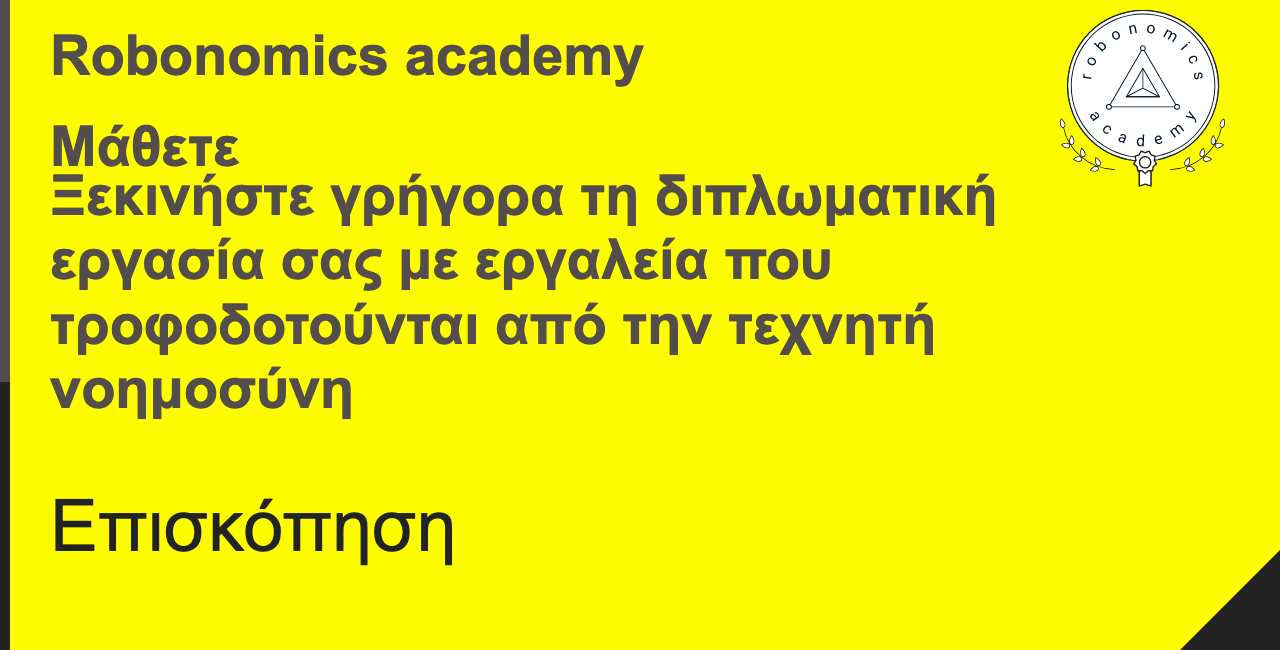 Robonomics academy
Μάθετε
Ξεκινήστε γρήγορα τη διπλωματική
εργασία σας με εργαλεία που
τροφοδοτούνται από την τεχνητή
νοημοσύνη
Επισκόπηση
robonomics
academy